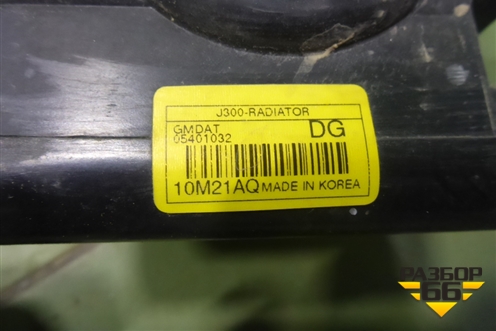 J300-RADIATOR
GMDAT
05401032
DG
10M21AQ MADE IN KOREA
РАЗБОР
66